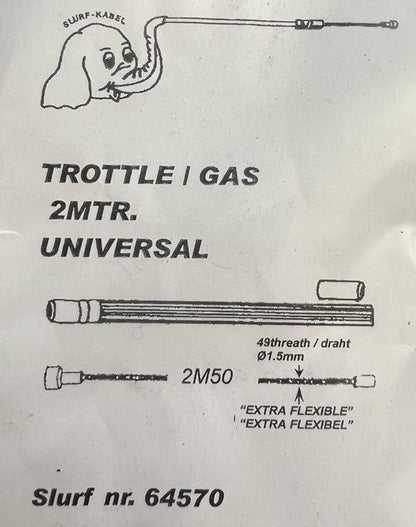 SLURF-KABEL
TROTTLE / GAS
2MTR.
UNIVERSAL
49threath / draht
Ø1.5mm
2M50
"EXTRA FLEXIBLE"
"EXTRA FLEXIBEL"
Slurf nr. 64570